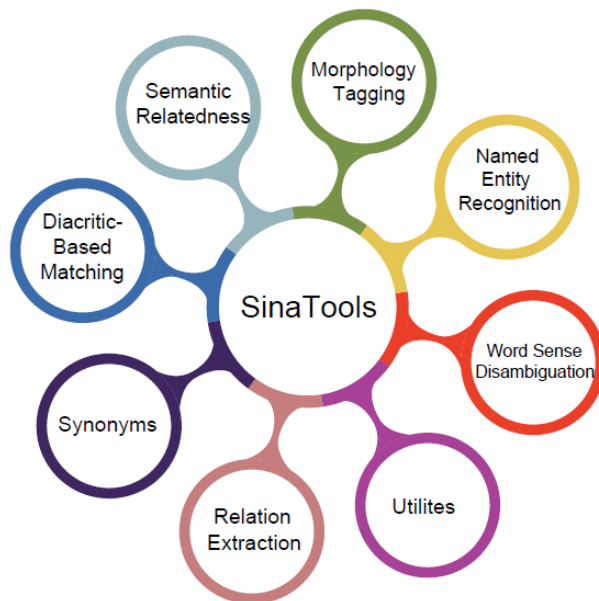 SinaTools
Morphology
Tagging
Named
Entity
Recognition
Word Sense
Disambiguation
Utilites
Relation
Extraction
Synonyms
Diacritic-
Based
Matching
Semantic
Relatedness